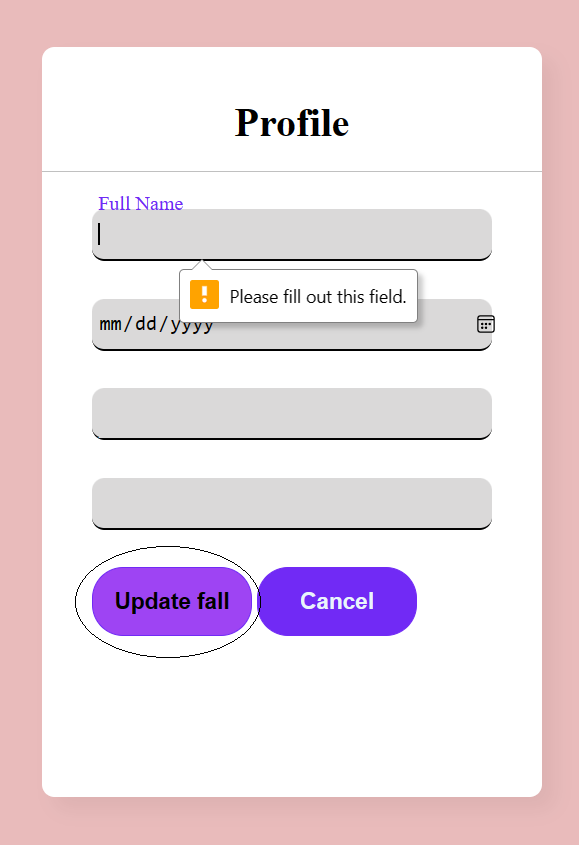 Profile
Full Name
Please fill out this field.
mm/dd/yyyy
Update fall
Cancel